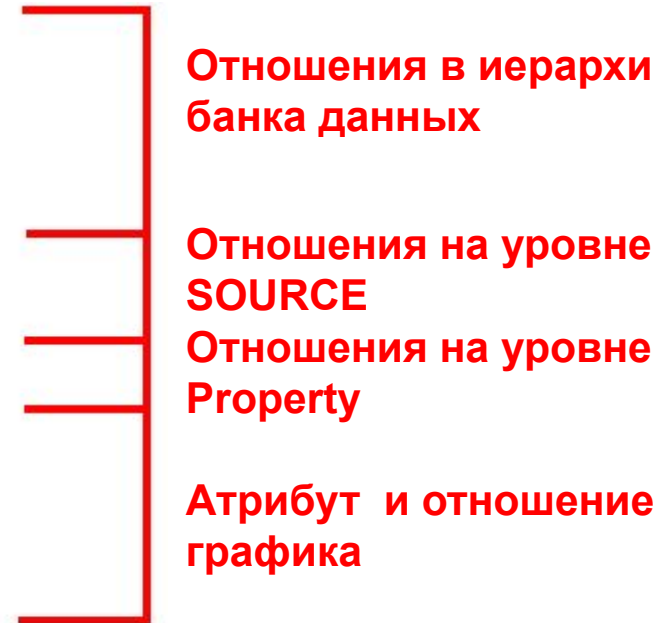 Отношения в иерархи
банка данных
Отношения на уровне
SOURCE
Отношения на уровне
Property
Атрибут и отношение
графика